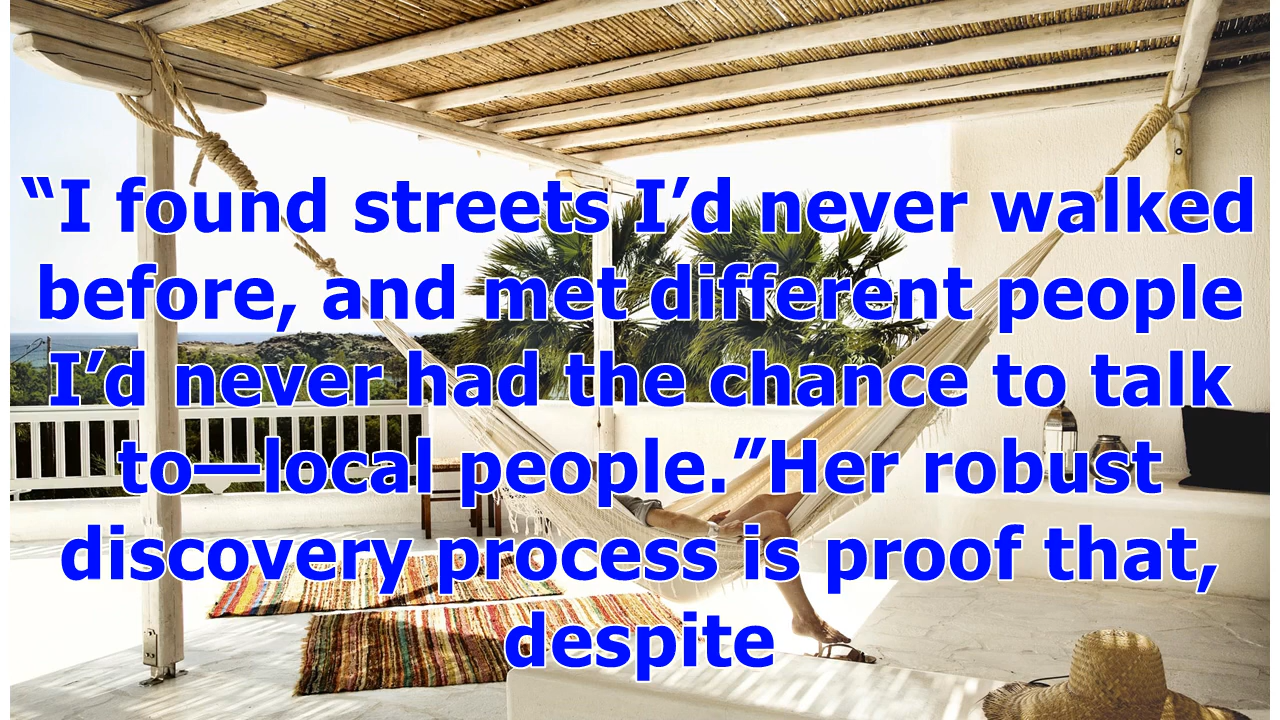 “I found streets I’d never walked
before, and met different people
I’d never had the chance to talk
to—local people.”Her robust
discovery process is proof that,
despite